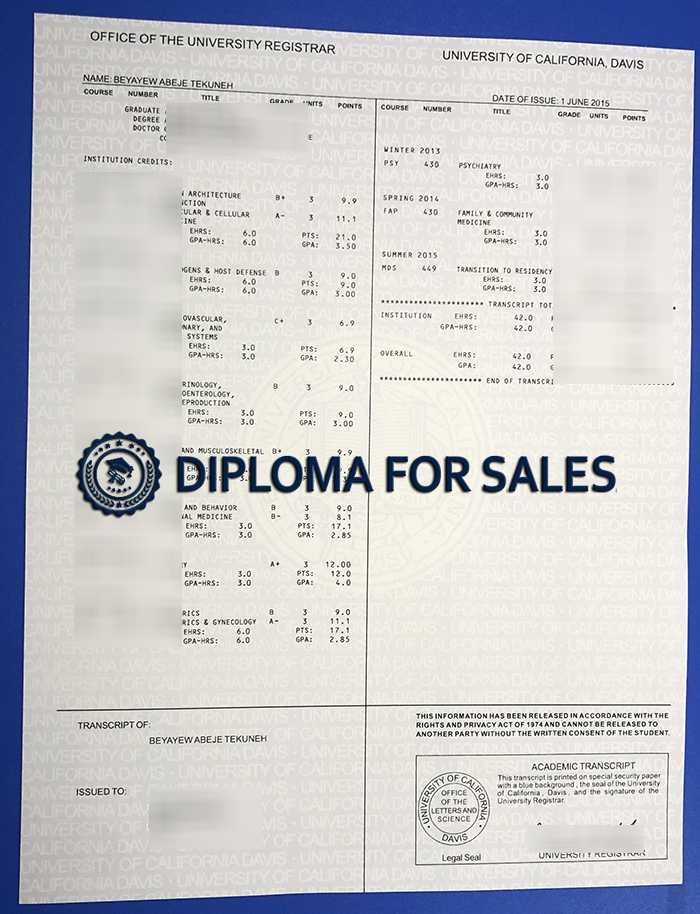 OFFICE OF THE UNIVERSITY REGISTRAR
UNIVERSITY OF CALIFORNIA, DAVIS
NAME: BEYAYEW ABEJE TEKUNEH
DATE OF ISSUE: 1 JUNE 2015
COURSE NUMBER TITLE GRADE UNITS POINTS
GRADUATE
DEGREE
DOCTOR
INSTITUTION CREDITS:
ARCHITECTURE B+ 3 9.9
& CELLULAR A- 3 11.1
EHRS: 6.0 PTS: 21.0
GPA-HRS: 6.0 GPA: 3.50
& HOST DEFENSE B 3 9.0
EHRS: 6.0 PTS: 9.0
GPA-HRS: 6.0 GPA: 3.00
C+ 3 6.9
AND
SYSTEMS
EHRS: 3.0 PTS: 6.9
GPA-HRS: 3.0 GPA: 2.30
B 3 9.0
EHRS: 3.0 PTS: 9.0
GPA-HRS: 3.0 GPA: 3.00
AND MUSCULOSKELETAL B+ 3 9.9
DIPLOMA FOR SALES
AND BEHAVIOR B 3 9.0
MEDICINE B- 3 8.1
EHRS: 3.0 PTS: 17.1
GPA-HRS: 3.0 GPA: 2.85
A+ 3 12.00
EHRS: 3.0 PTS: 12.0
GPA-HRS: 3.0 GPA: 4.0
B 3 9.0
& GYNECOLOGY A- 3 11.1
EHRS: 6.0 PTS: 17.1
GPA-HRS: 6.0 GPA: 2.85
COURSE NUMBER TITLE GRADE UNITS POINTS
WINTER 2013
PSY 430 PSYCHIATRY
EHRS: 3.0
GPA-HRS: 3.0
SPRING 2014
FAP 430 FAMILY & COMMUNITY
MEDICINE
EHRS: 3.0
GPA-HRS: 3.0
SUMMER 2015
MDS 449 TRANSITION TO RESIDENCY
EHRS: 3.0
GPA-HRS: 3.0
********************** TRANSCRIPT
INSTITUTION EHRS: 42.0
GPA-HRS: 42.0
OVERALL EHRS: 42.0
GPA: 42.0
********************** END OF
TRANSCRIPT OF:
BEYAYEW ABEJE TEKUNEH
ISSUED TO:
THIS INFORMATION HAS BEEN RELEASED IN ACCORDANCE WITH THE
RIGHTS AND PRIVACY ACT OF 1974 AND CANNOT BE RELEASED TO
ANOTHER PARTY WITHOUT THE WRITTEN CONSENT OF THE STUDENT.
ACADEMIC TRANSCRIPT
This transcript is printed on special security paper
with a blue background , the seal of the University
of California , Davis , and the signature of the
University Registrar.
UNIVERSITY OF CALIFORNIA
OFFICE
OF THE
LETTERS AND
SCIENCE
DAVIS
Legal Seal
UNIVERSITY REGISTRAR